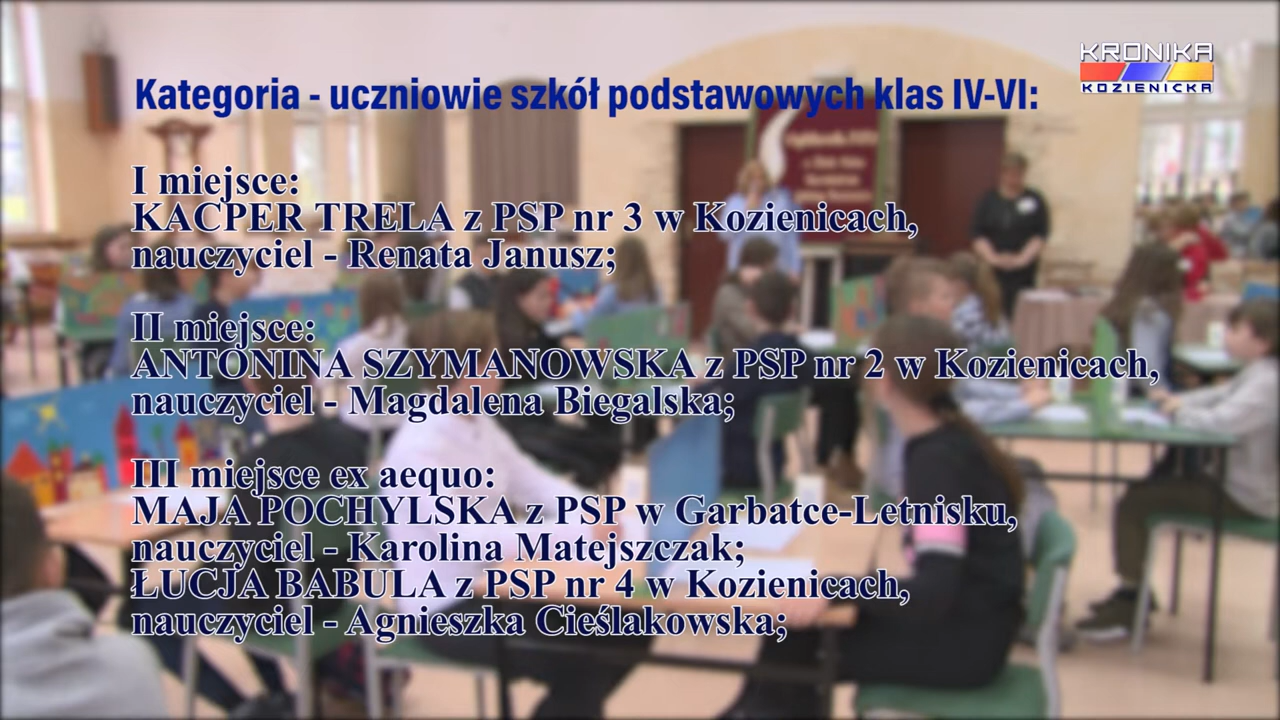 KRONIKA
KOZIENICKA
Kategoria - uczniowie szkół podstawowych klas IV-VI:
I miejsce:
KACPER TRELA z PSP nr 3 w Kozienicach,
nauczyciel - Renata Janusz;
II miejsce:
ANTONINA SZYMANOWSKA z PSP nr 2 w Kozienicach,
nauczyciel - Magdalena Biegalska;
III miejsce ex aequo:
MAJA POCHYLSKA z PSP w Garbatce-Letnisku,
nauczyciel - Karolina Matejszczak;
ŁUCJA BABULA z PSP nr 4 w Kozienicach,
nauczyciel - Agnieszka Cieślakowska;